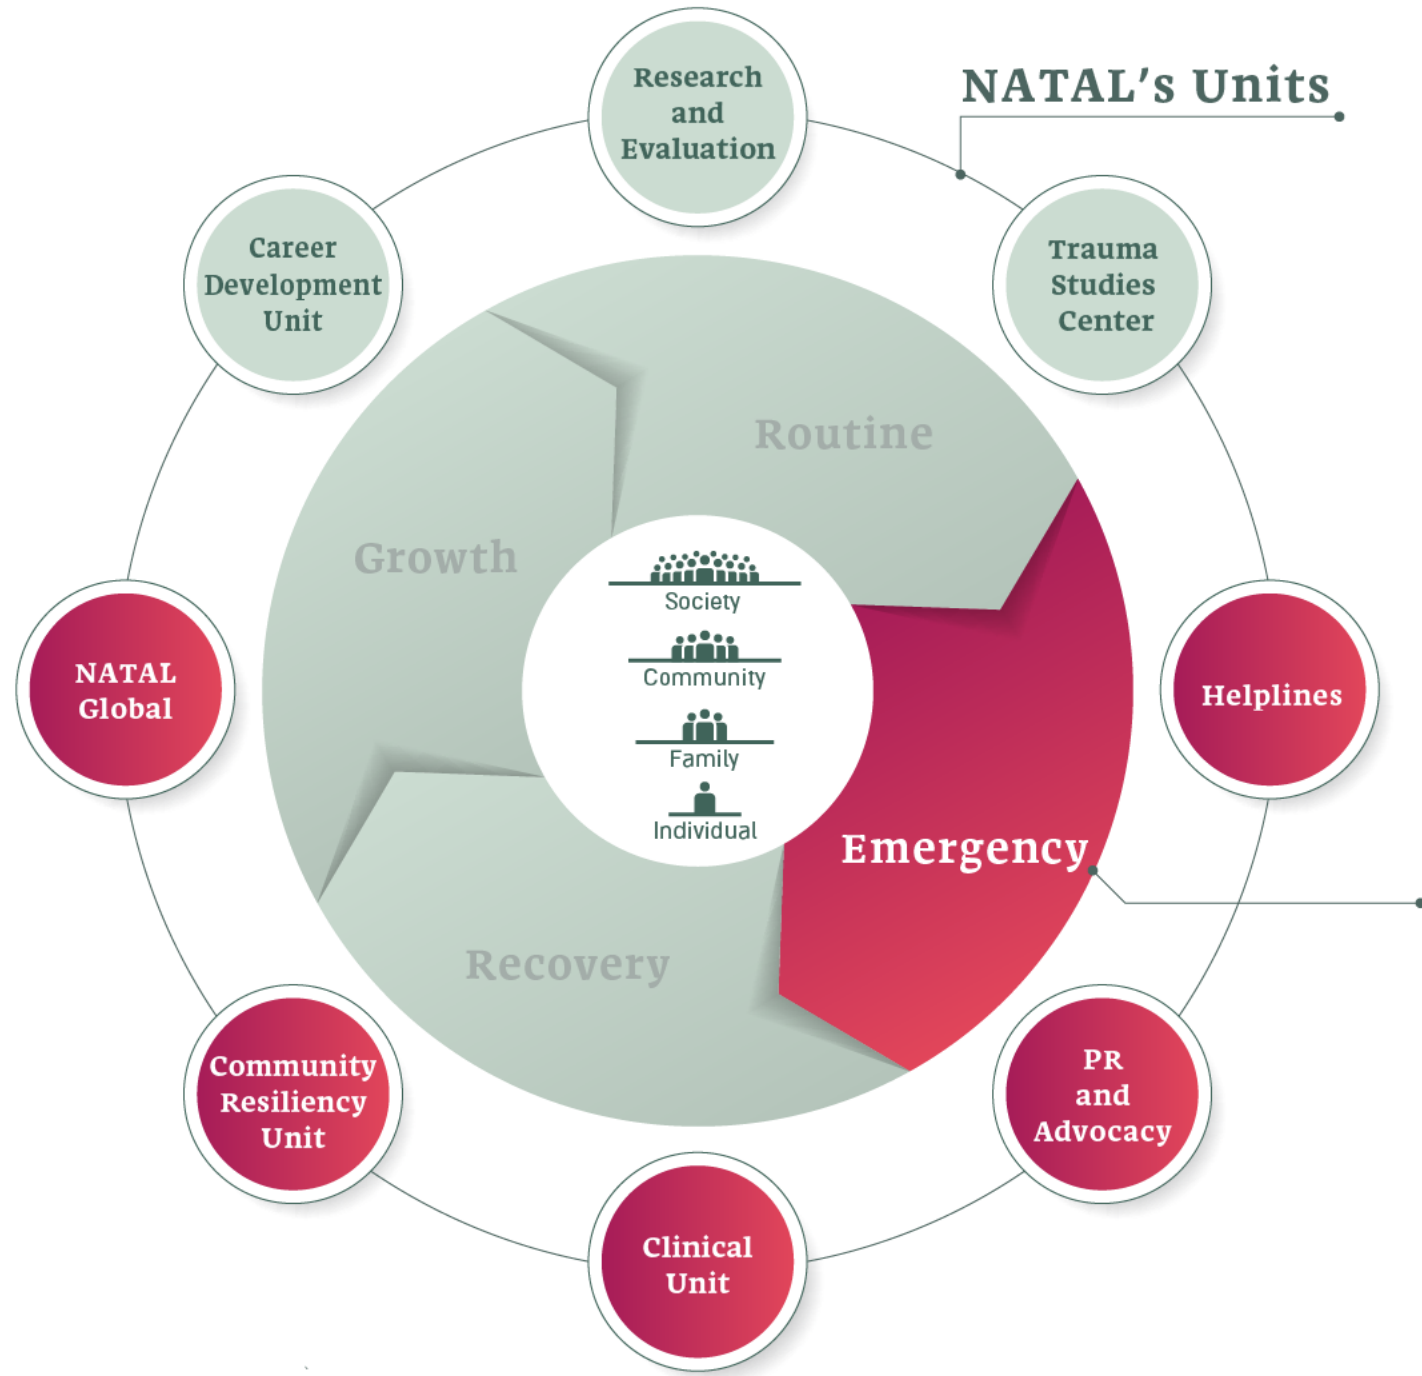 NATAL's Units
Research
and
Evaluation
Trauma
Studies
Center
Helplines
PR
and
Advocacy
Clinical
Unit
Community
Resiliency
Unit
NATAL
Global
Career
Development
Unit
Routine
Emergency
Recovery
Growth
Society
Community
Family
Individual